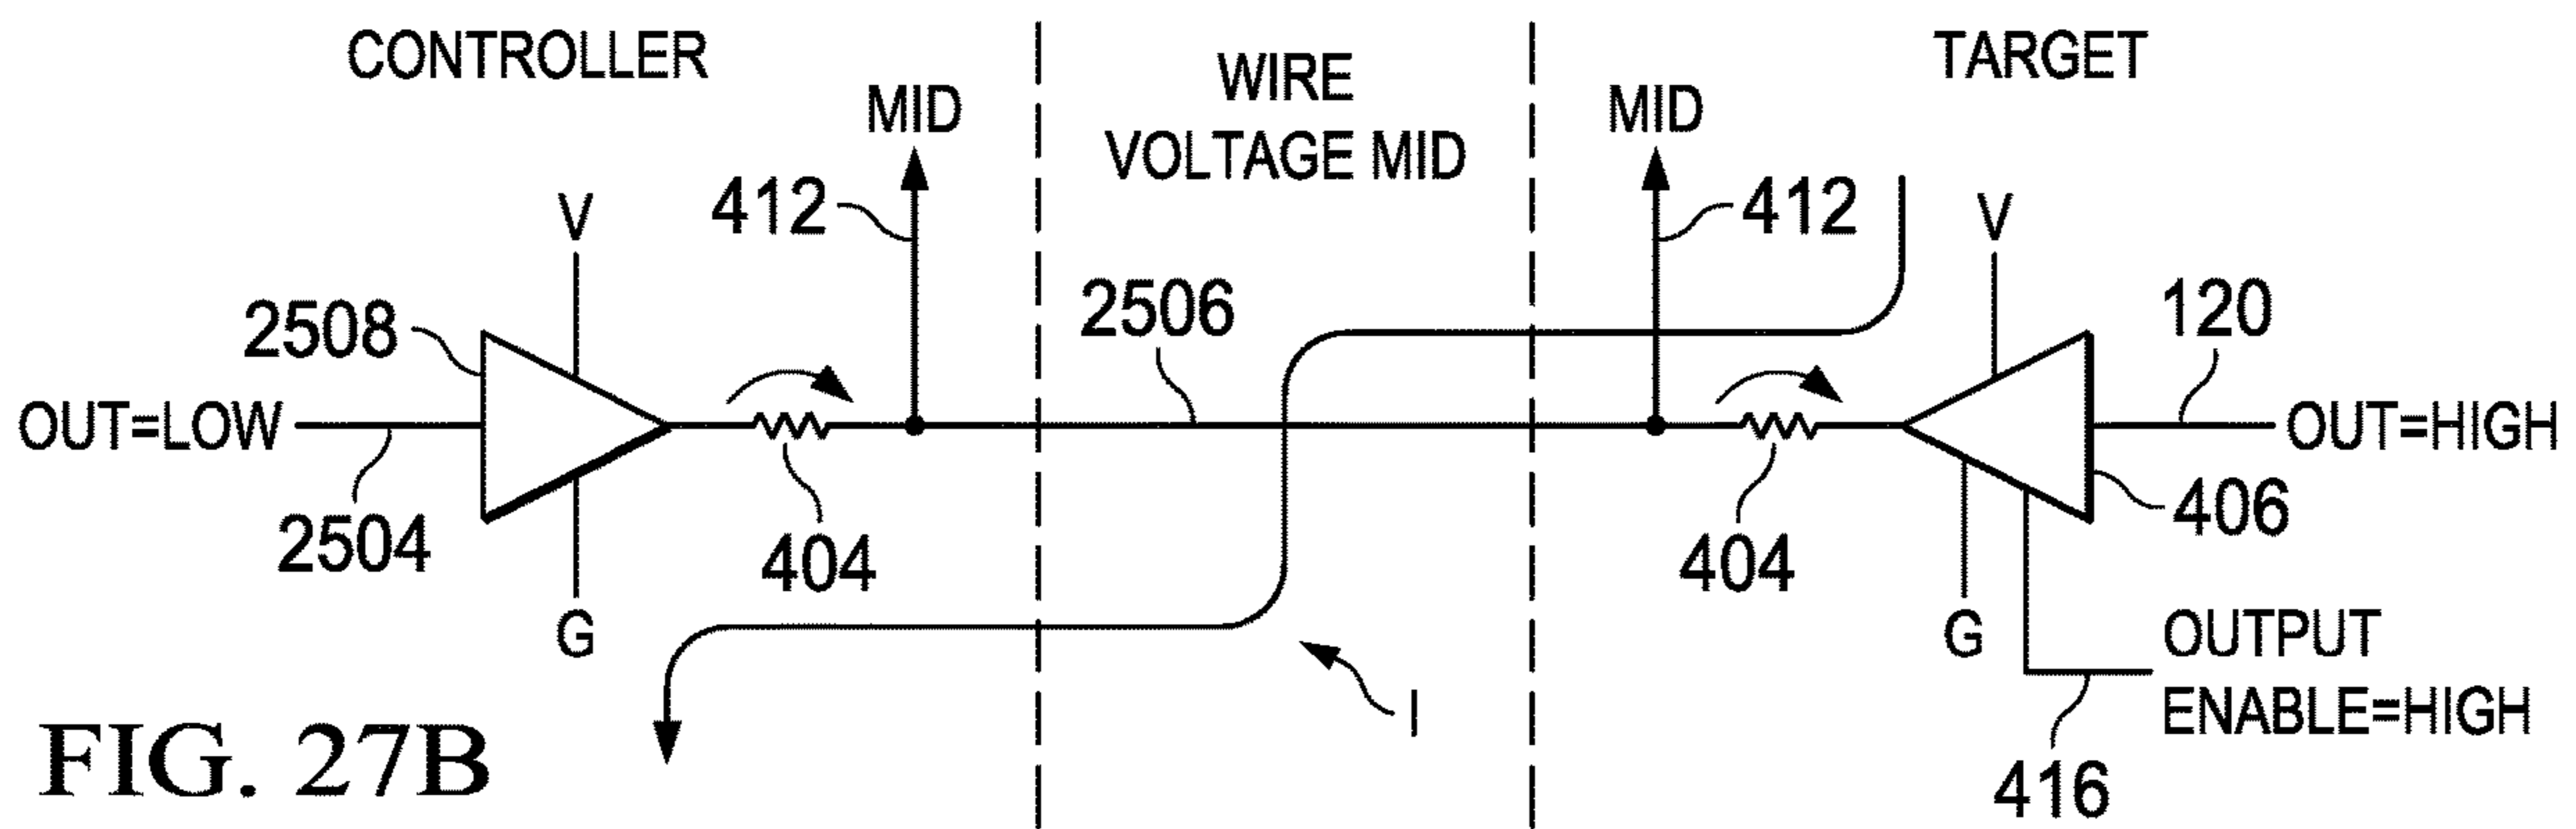 CONTROLLER
TARGET
WIRE
VOLTAGE MID
MID
MID
412
412
V
V
2508
2506
120
OUT=LOW
OUT=HIGH
2504
404
404
406
G
G
OUTPUT
ENABLE=HIGH
I
416
FIG. 27B